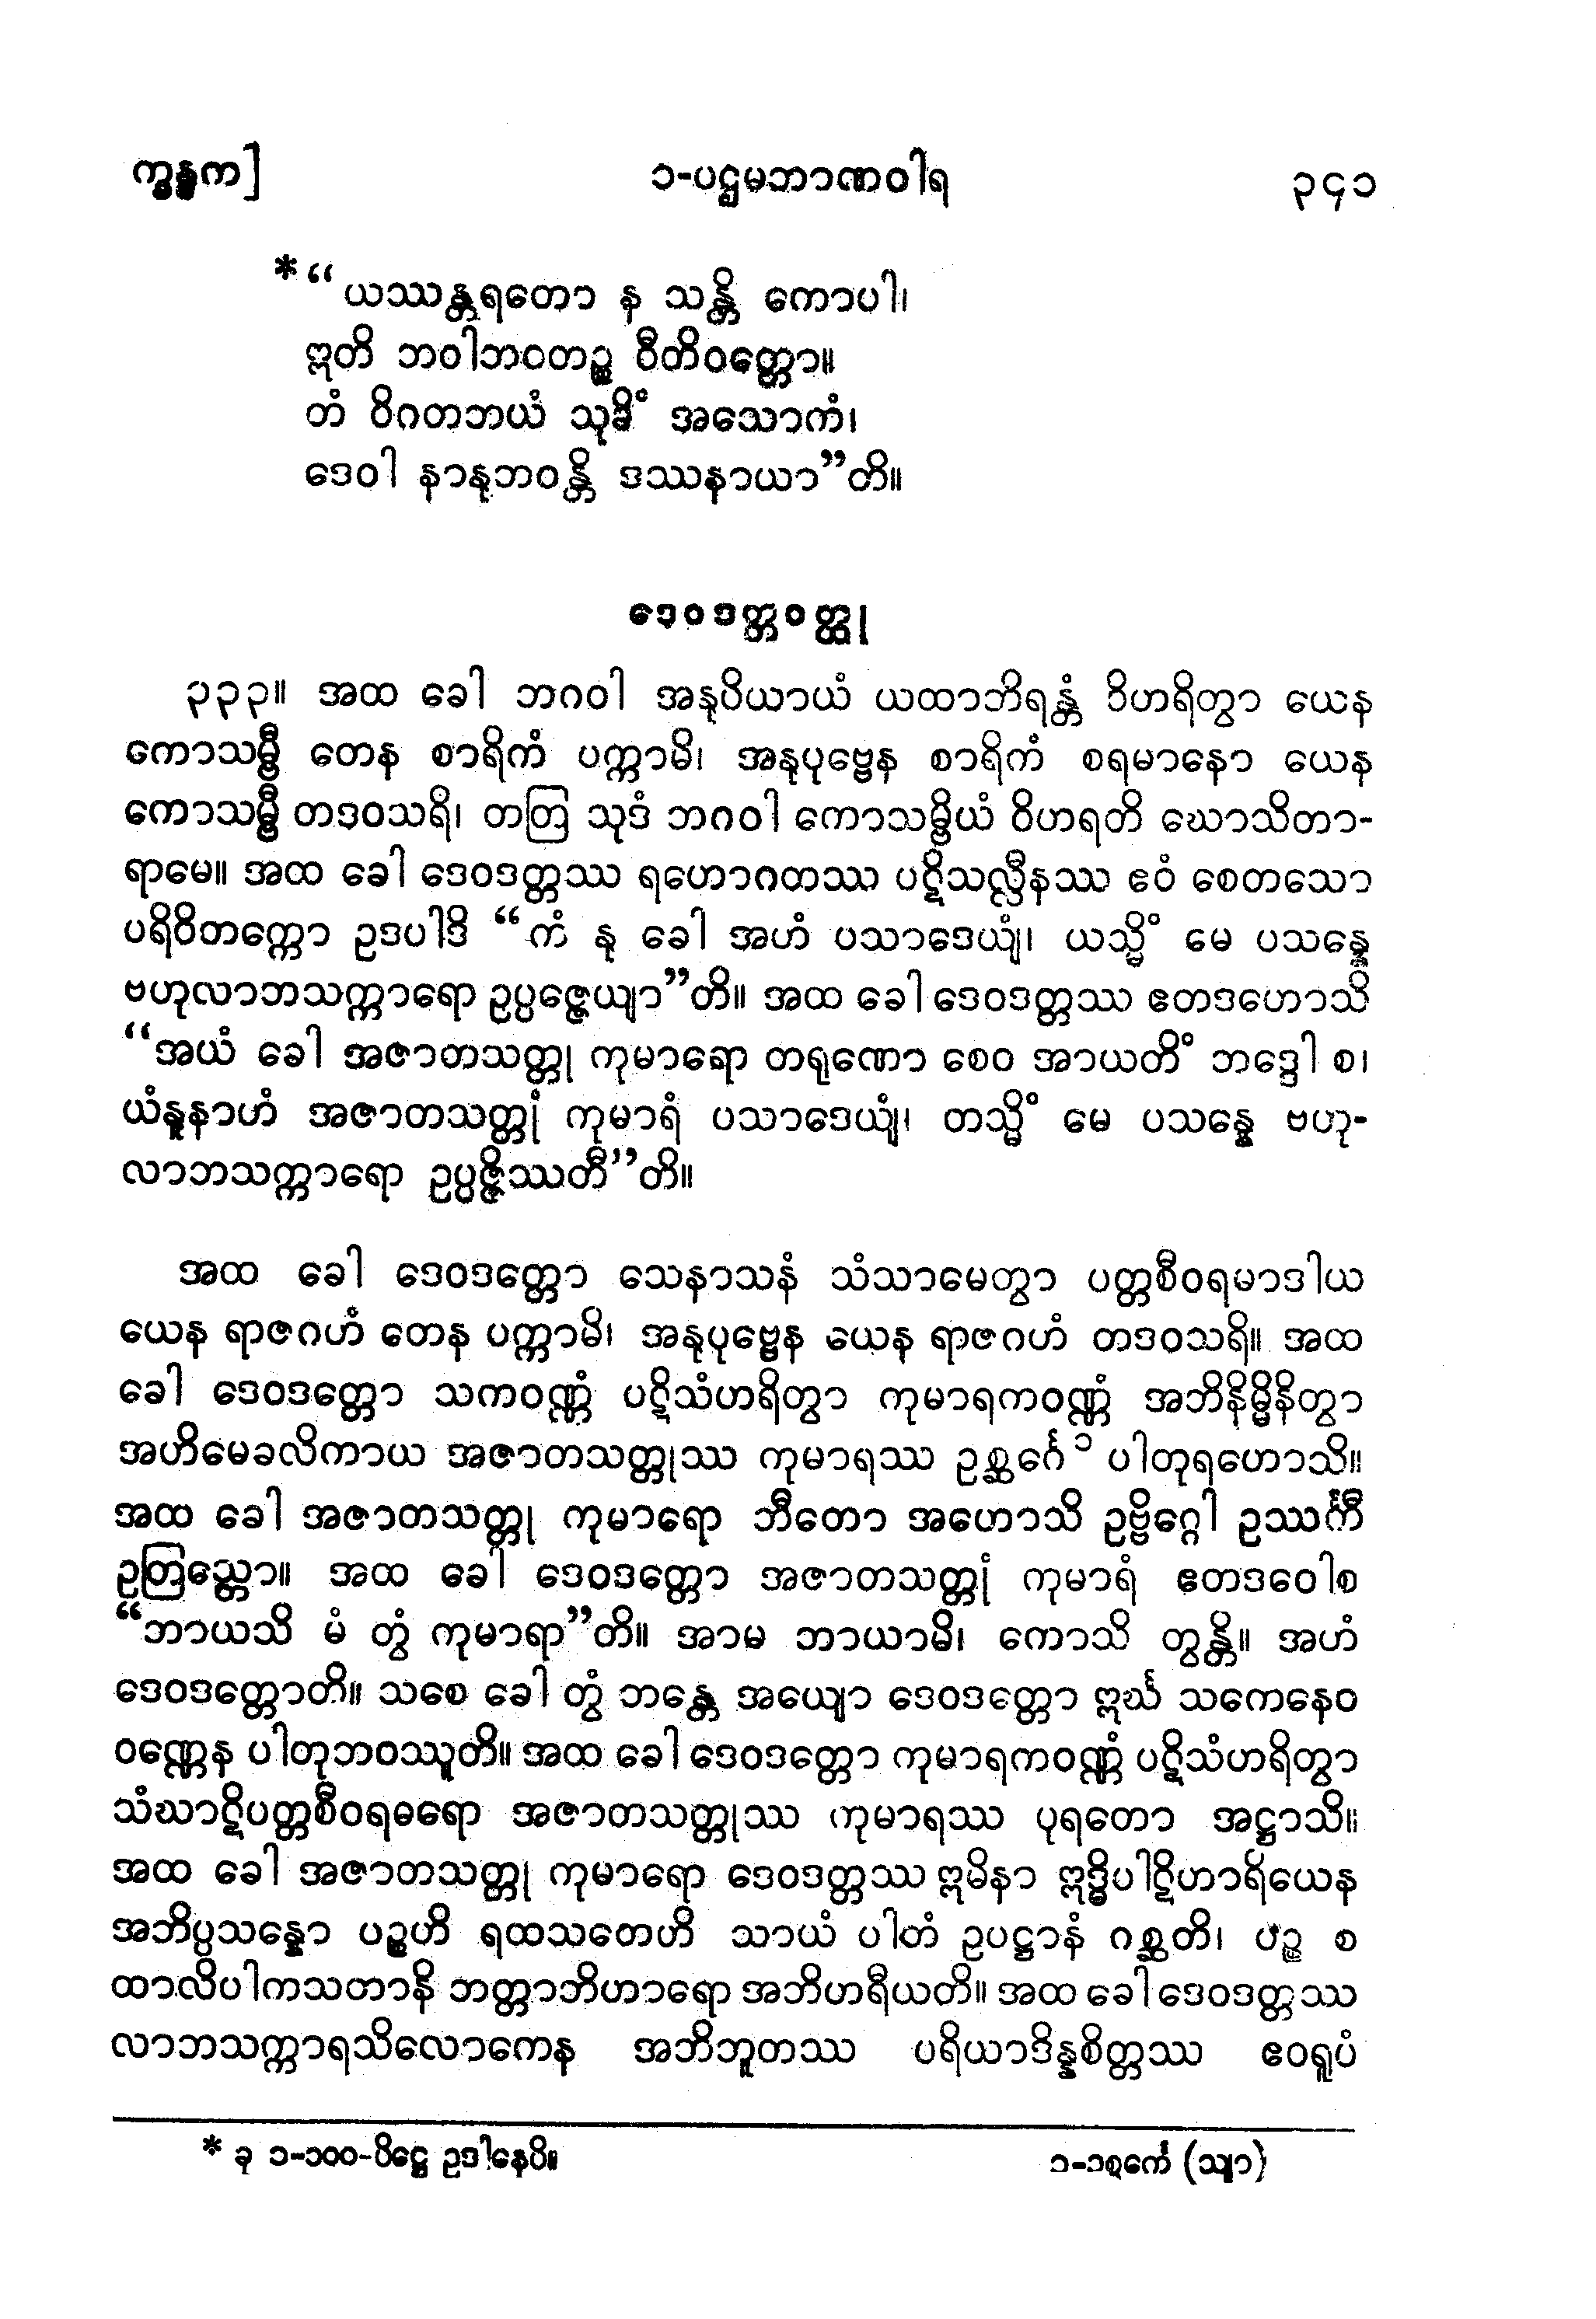 က္ခန္ဓက]
၁-ပဌမဘာဏဝါရ
၃၄၁
*“ယဿန္တရတော န သန္တိ ကောပါ၊
ဣတိ ဘဝါဘဝတဉ္စ ဝီတိဝတ္တော။
တံ ဝိဂတဘယံ သုခိံ အသောကံ၊
ဒေဝါ နာနုဘဝန္တိ ဒဿနာယာ”တိ။
ဒေဝဒတ္တဝတ္ထု
၃၃၃။ အထ ခေါ ဘဂဝါ အနုပိယာယံ ယထာဘိရန္တံ ဝိဟရိတွာ ယေန
ကောသမ္ဗီ တေန စာရိကံ ပက္ကာမိ၊ အနုပုဗ္ဗေန စာရိကံ စရမာနော ယေန
ကောသမ္ဗီ တဒဝသရိ၊ တတြ သုဒံ ဘဂဝါ ကောသမ္ဗိယံ ဝိဟရတိ ဃောသိတာ-
ရာမေ။ အထ ခေါ ဒေဝဒတ္တဿ ရဟောဂတဿ ပဋိသလ္လီနဿ ဧဝံ စေတသော
ပရိဝိတက္ကော ဥဒပါဒိ “ကံ နု ခေါ အဟံ ပသာဒေယျံ၊ ယသ္မိံ မေ ပသန္နေ
ဗဟုလာဘသက္ကာရော ဥပ္ပဇ္ဇေယျာ”တိ။ အထ ခေါ ဒေဝဒတ္တဿ ဧတဒဟောသိ
“အယံ ခေါ အဇာတသတ္တု ကုမာရော တရုဏော စေဝ အာယတိံ ဘဒ္ဒေါ စ၊
ယံနူနာဟံ အဇာတသတ္တုံ ကုမာရံ ပသာဒေယျံ၊ တသ္မိံ မေ ပသန္နေ ဗဟု-
လာဘသက္ကာရော ဥပ္ပဇ္ဇိဿတီ”တိ။
အထ ခေါ ဒေဝဒတ္တော သေနာသနံ သံသာမေတွာ ပတ္တစီဝရမာဒါယ
ယေန ရာဇဂဟံ တေန ပက္ကာမိ၊ အနုပုဗ္ဗေန ယေန ရာဇဂဟံ တဒဝသရိ။ အထ
ခေါ ဒေဝဒတ္တော သကဝဏ္ဏံ ပဋိသံဟရိတွာ ကုမာရကဝဏ္ဏံ အဘိနိမ္မိနိတွာ
အဟိမေခလိကာယ အဇာတသတ္တုဿ ကုမာရဿ ဥစ္ဆင်္ဂေ ၁ ပါတုရဟောသိ။
အထ ခေါ အဇာတသတ္တု ကုမာရော ဘီတော အဟောသိ ဥဗ္ဗိဂ္ဂေါ ဥဿင်္ကီ
ဥတြသ္တော။ အထ ခေါ ဒေဝဒတ္တော အဇာတသတ္တုံ ကုမာရံ ဧတဒဝေါစ
“ဘာယသိ မံ တွံ ကုမာရာ”တိ။ အာမ ဘာယာမိ၊ ကောသိ တွန္တိ။ အဟံ
ဒေဝဒတ္တောတိ။ သစေ ခေါ တွံ ဘန္တေ အယျော ဒေဝဒတ္တော ဣင်္ဃ သကေနေဝ
ဝဏ္ဏေန ပါတုဘဝဿူတိ။ အထ ခေါ ဒေဝဒတ္တော ကုမာရကဝဏ္ဏံ ပဋိသံဟရိတွာ
သံဃာဋိပတ္တစီဝရဓရော အဇာတသတ္တုဿ ကုမာရဿ ပုရတော အဋ္ဌာသိ။
အထ ခေါ အဇာတသတ္တု ကုမာရော ဒေဝဒတ္တဿ ဣမိနာ ဣဒ္ဓိပါဋိဟာရိယေန
အဘိပ္ပသန္နော ပဉ္စဟိ ရထသတေဟိ သာယံ ပါတံ ဥပဋ္ဌာနံ ဂစ္ဆတိ၊ ပဉ္စ စ
ထာလိပါကသတာနိ ဘတ္တာဘိဟာရော အဘိဟရီယတိ။ အထ ခေါ ဒေဝဒတ္တဿ
လာဘသက္ကာရသိလောကေန အဘိဘူတဿ ပရိယာဒိန္နစိတ္တဿ ဧဝရူပံ
* ခု ၁-၁၀၀-ပိဋ္ဌေ ဥဒါနေပိ။
၁-၁စ္စင်္ကေ (သျာ)